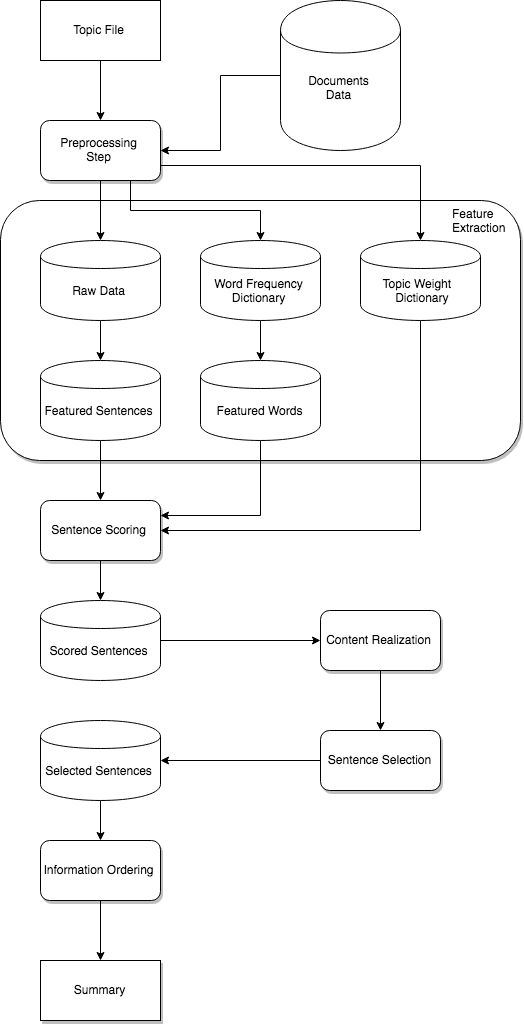 Topic File
Documents
Data
Preprocessing
Step
Feature
Extraction
Raw Data
Word Frequency
Dictionary
Topic Weight
Dictionary
Featured Sentences
Featured Words
Sentence Scoring
Scored Sentences
Content Realization
Selected Sentences
Sentence Selection
Information Ordering
Summary